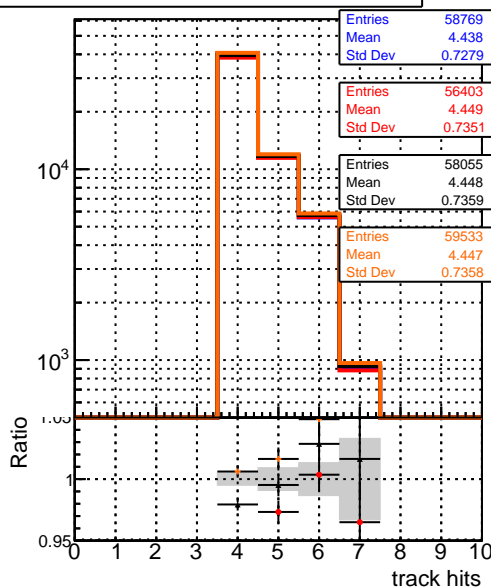 Entries 58769
Mean 4.438
Std Dev 0.7279
Entries 56403
Mean 4.449
Std Dev 0.7351
Entries 58055
Mean 4.448
Std Dev 0.7359
Entries 59533
Mean 4.447
Std Dev 0.7358
10⁴
10³
1.05
Ratio
1
0.95
0 1 2 3 4 5 6 7 8 9 10
track hits